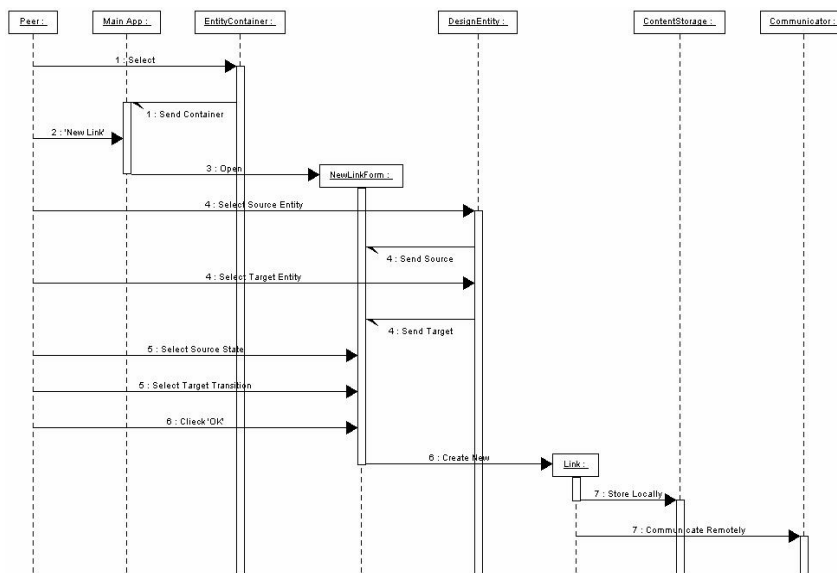 Peer :
Main App :
EntityContainer :
DesignEntity :
ContentStorage :
Communicator :
1 : Select
1 : Send Container
2 : 'New Link'
3 : Open
NewLinkForm :
4 : Select Source Entity
4 : Send Source
4 : Select Target Entity
4 : Send Target
5 : Select Source State
5 : Select Target Transition
6 : Clieck 'OK'
6 : Create New
Link :
7 : Store Locally
7 : Communicate Remotely